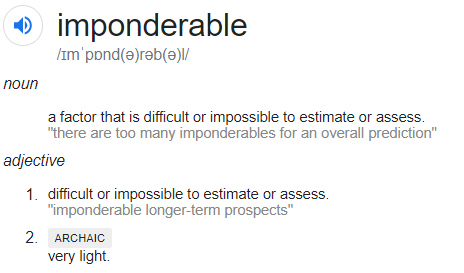 imponderable
/ɪmˈpɒnd(ə)rəb(ə)l/
noun
a factor that is difficult or impossible to estimate or assess.
"there are too many imponderables for an overall prediction"
adjective
1. difficult or impossible to estimate or assess.
"imponderable longer-term prospects"
2. ARCHAIC
very light.